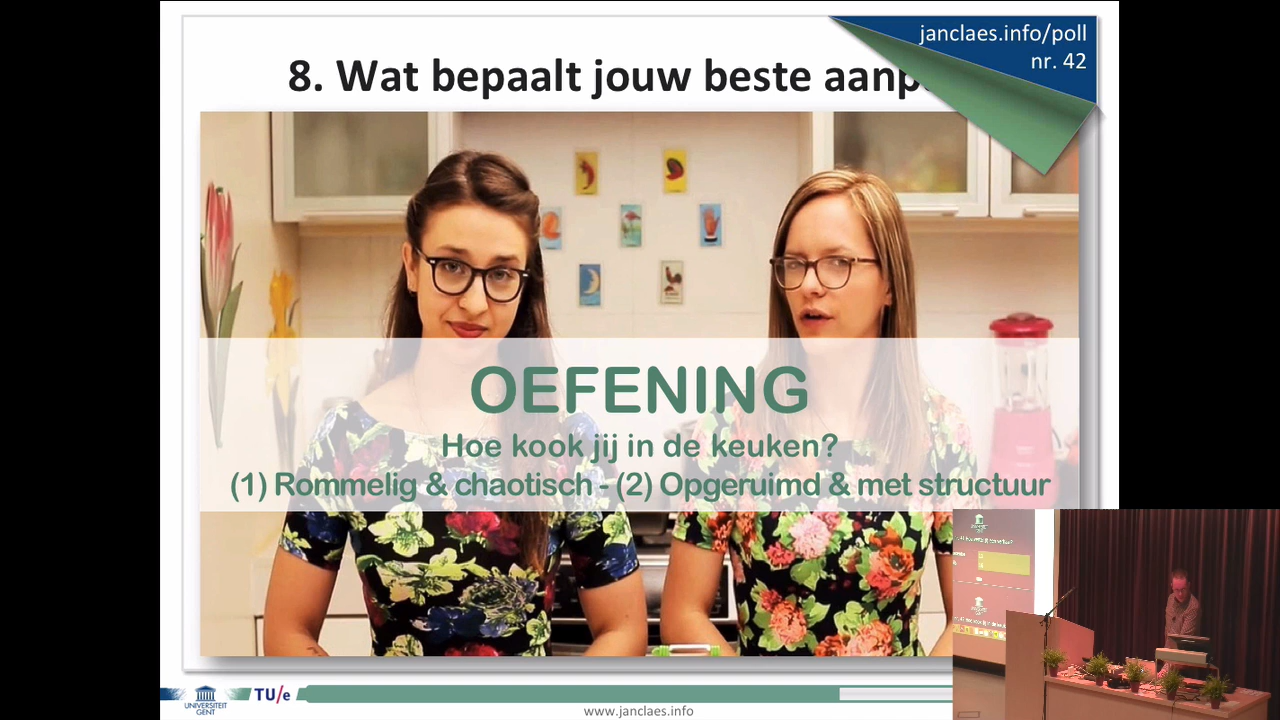 janclaes.info/poll
nr. 42
8. Wat bepaalt jouw beste
OEFENING
Hoe kook jij in de keuken?
(1) Rommelig & chaotisch - (2) Opgeruimd & met structuur
UNIVERSITEIT
GENT
TU/e
www.janclaes.info